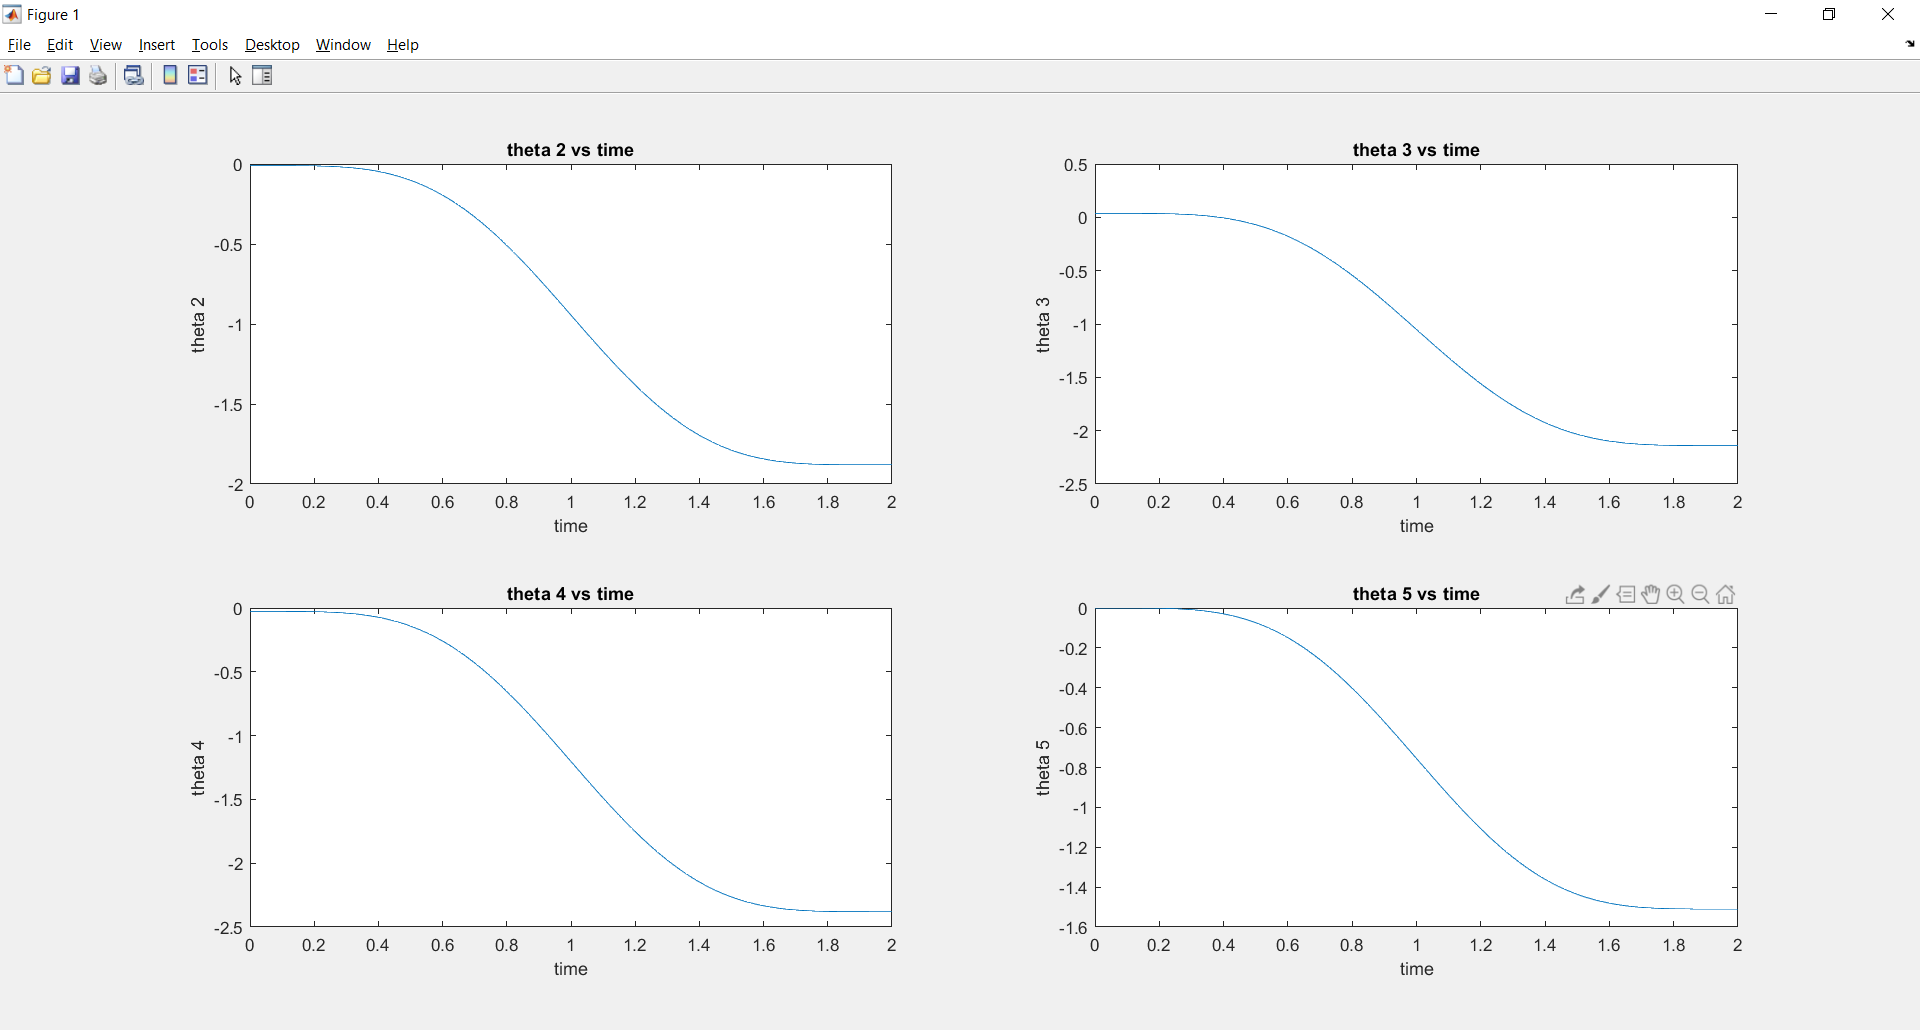 Figure 1
File Edit View Insert Tools Desktop Window Help
theta 2 vs time
0
-0.5
-1
-1.5
-2
theta 2
0 0.2 0.4 0.6 0.8 1 1.2 1.4 1.6 1.8 2
time
theta 3 vs time
0.5
0
-0.5
-1
-1.5
-2
-2.5
theta 3
0 0.2 0.4 0.6 0.8 1 1.2 1.4 1.6 1.8 2
time
theta 4 vs time
0
-0.5
-1
-1.5
-2
-2.5
theta 4
0 0.2 0.4 0.6 0.8 1 1.2 1.4 1.6 1.8 2
time
theta 5 vs time
0
-0.2
-0.4
-0.6
-0.8
-1
-1.2
-1.4
-1.6
theta 5
0 0.2 0.4 0.6 0.8 1 1.2 1.4 1.6 1.8 2
time